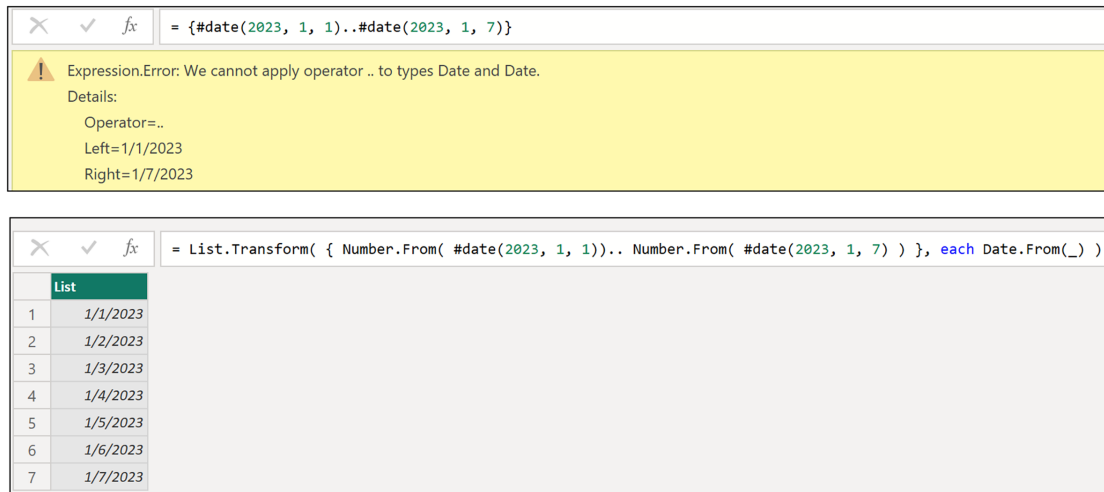 fx = {#date(2023, 1, 1)..#date(2023, 1, 7)}
Expression.Error: We cannot apply operator .. to types Date and Date.
Details:
Operator=..
Left=1/1/2023
Right=1/7/2023
fx = List.Transform( { Number.From( #date(2023, 1, 1)).. Number.From( #date(2023, 1, 7) ) }, each Date.From(_) )
List
1 1/1/2023
2 1/2/2023
3 1/3/2023
4 1/4/2023
5 1/5/2023
6 1/6/2023
7 1/7/2023